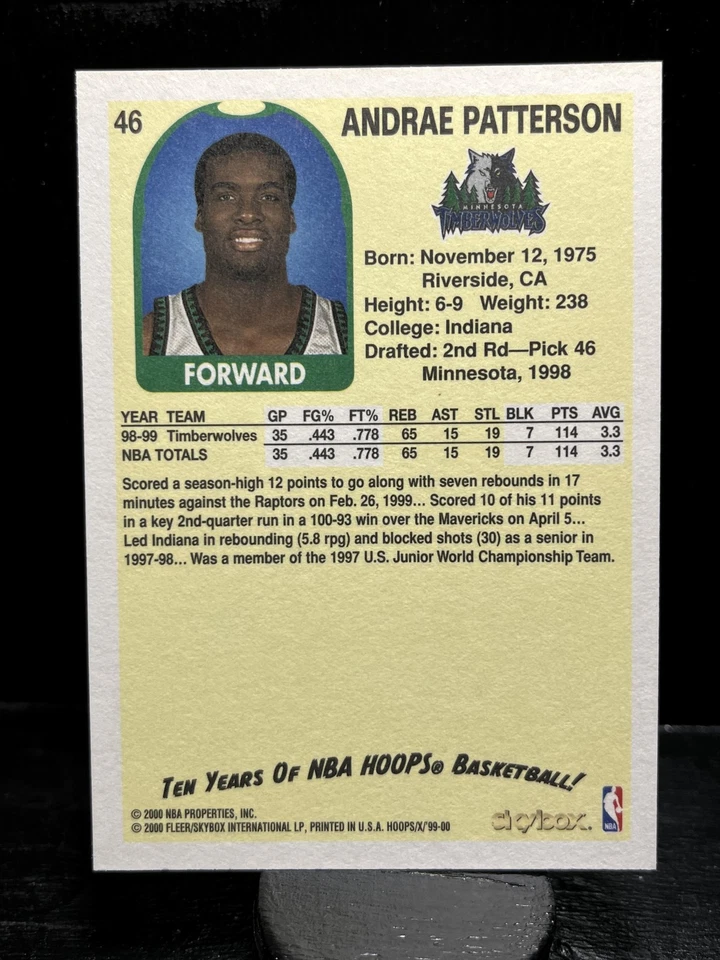 46
ANDRAE PATTERSON
MINNESOTA
TIMBERWOLVES
Born: November 12, 1975
Riverside, CA
Height: 6-9 Weight: 238
College: Indiana
Drafted: 2nd Rd—Pick 46
Minnesota, 1998
FORWARD
YEAR TEAM GP FG% FT% REB AST STL BLK PTS AVG
98-99 Timberwolves 35 .443 .778 65 15 19 7 114 3.3
NBA TOTALS 35 .443 .778 65 15 19 7 114 3.3
Scored a season-high 12 points to go along with seven rebounds in 17
minutes against the Raptors on Feb. 26, 1999... Scored 10 of his 11 points
in a key 2nd-quarter run in a 100-93 win over the Mavericks on April 5...
Led Indiana in rebounding (5.8 rpg) and blocked shots (30) as a senior in
1997-98... Was a member of the 1997 U.S. Junior World Championship Team.
TEN YEARS OF NBA HOOPS® BASKETBALL!
© 2000 NBA PROPERTIES, INC.
© 2000 FLEER/SKYBOX INTERNATIONAL LP, PRINTED IN U.S.A. HOOPS/X/'99-00
skybox.
NBA